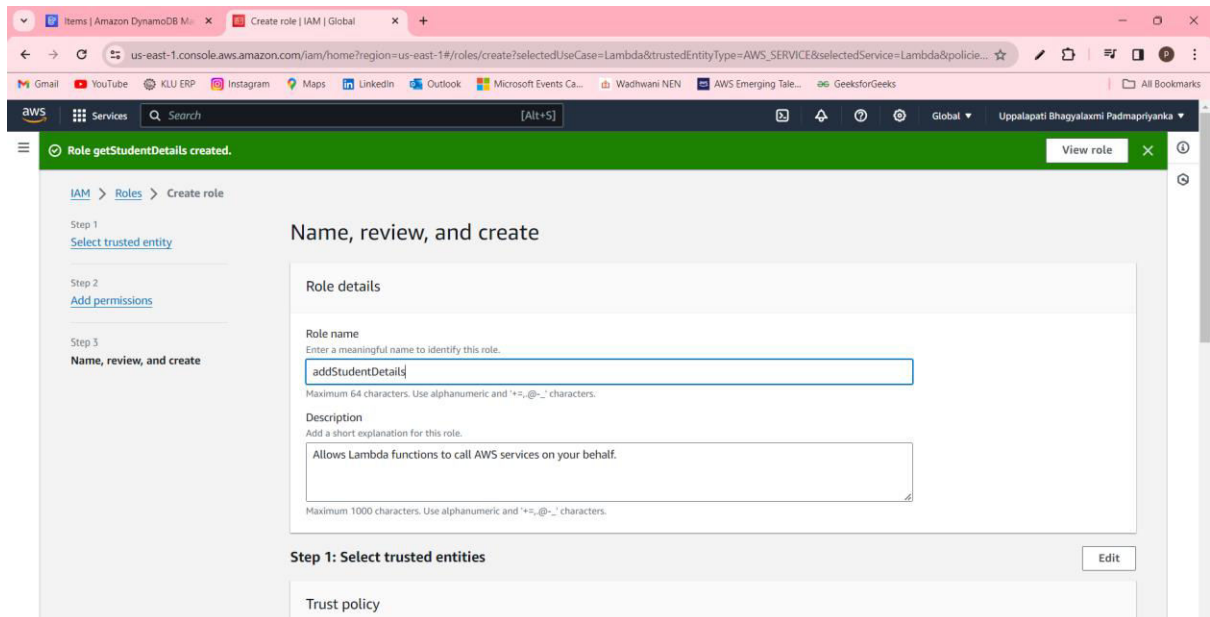 Items | Amazon DynamoDB Ma
Create role | IAM | Global
us-east-1.console.aws.amazon.com/iam/home?region=us-east-1#/roles/create?selectedUseCase=Lambda&trustedEntityType=AWS_SERVICE&selectedService=Lambda&policie...
P
Gmail YouTube KLU ERP Instagram Maps LinkedIn Outlook Microsoft Events Ca... Wadhwani NEN AWS Emerging Tale... GeeksforGeeks All Bookmarks
aws Services Search [Alt+S] Global Uppalapati Bhagyalaxmi Padmapriyanka
Role getStudentDetails created. View role
IAM > Roles > Create role
Step 1
Select trusted entity
Step 2
Add permissions
Step 3
Name, review, and create
Name, review, and create
Role details
Role name
Enter a meaningful name to identify this role.
addStudentDetails
Maximum 64 characters. Use alphanumeric and '+=,.@-_' characters.
Description
Add a short explanation for this role.
Allows Lambda functions to call AWS services on your behalf.
Maximum 1000 characters. Use alphanumeric and '+=,.@-_' characters.
Step 1: Select trusted entities Edit
Trust policy